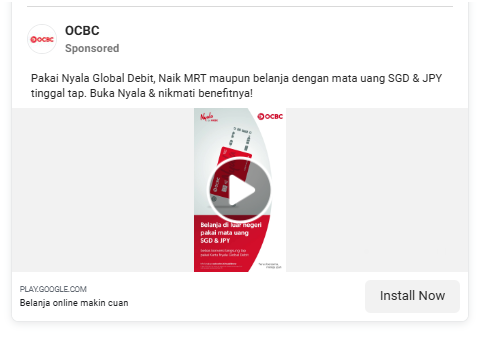 OCBC
OCBC
Sponsored
Pakai Nyala Global Debit, Naik MRT maupun belanja dengan mata uang SGD & JPY
tinggal tap. Buka Nyala & nikmati benefitnya!
Nyala
OCBC
Belanja di luar negeri
pakai mata uang
SGD & JPY
PLAY.GOOGLE.COM
Belanja online makin cuan
Install Now